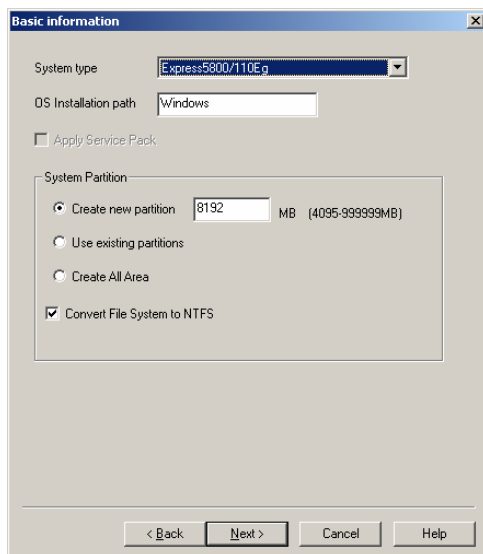 Basic information
System type Express5800/110Eg
OS Installation path Windows
Apply Service Pack
System Partition
Create new partition 8192 MB (4095-999999MB)
Use existing partitions
Create All Area
Convert File System to NTFS
< Back Next > Cancel Help